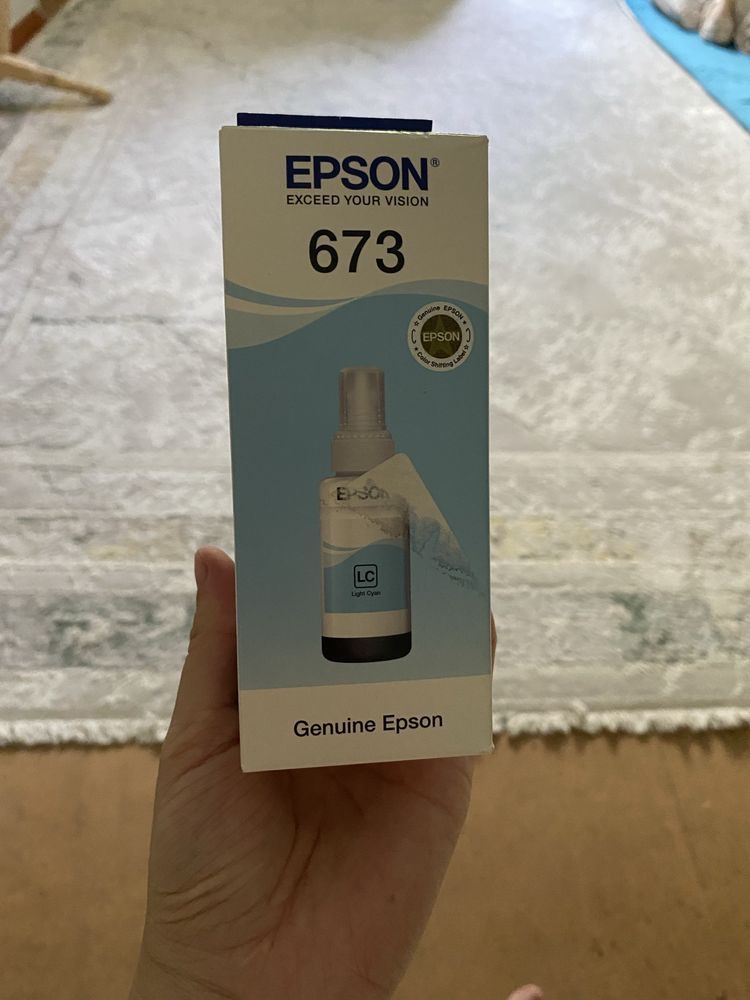 EPSON®
EXCEED YOUR VISION
673
Genuine EPSON
EPSON
Color Shifting Label
EPSON
LC
Light Cyan
Genuine Epson